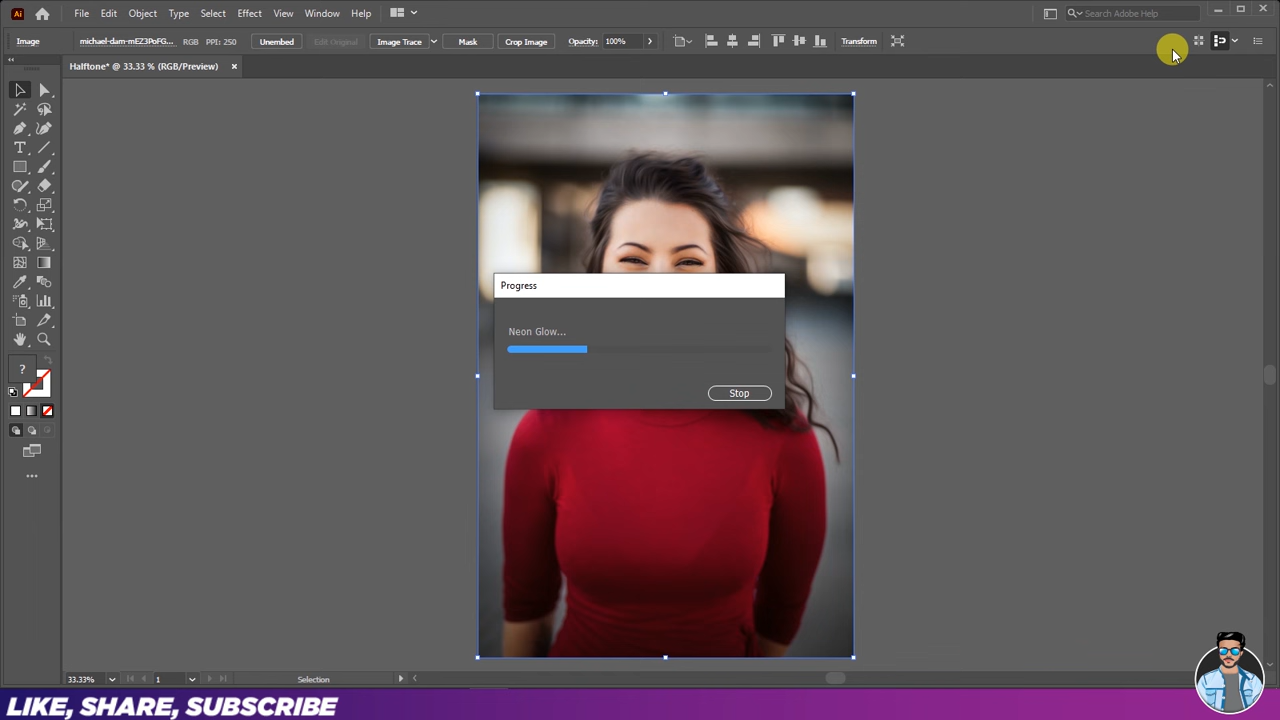 Ai File Edit Object Type Select Effect View Window Help Search Adobe Help
Image michael-dam-mEZ3PoFG... RGB PPI: 250 Unembed Edit Original Image Trace Mask Crop Image Opacity: 100% Transform
Halftone* @ 33.33 % (RGB/Preview) ×
Progress
Neon Glow...
?
Stop
33.33% 1 Selection
LIKE, SHARE, SUBSCRIBE